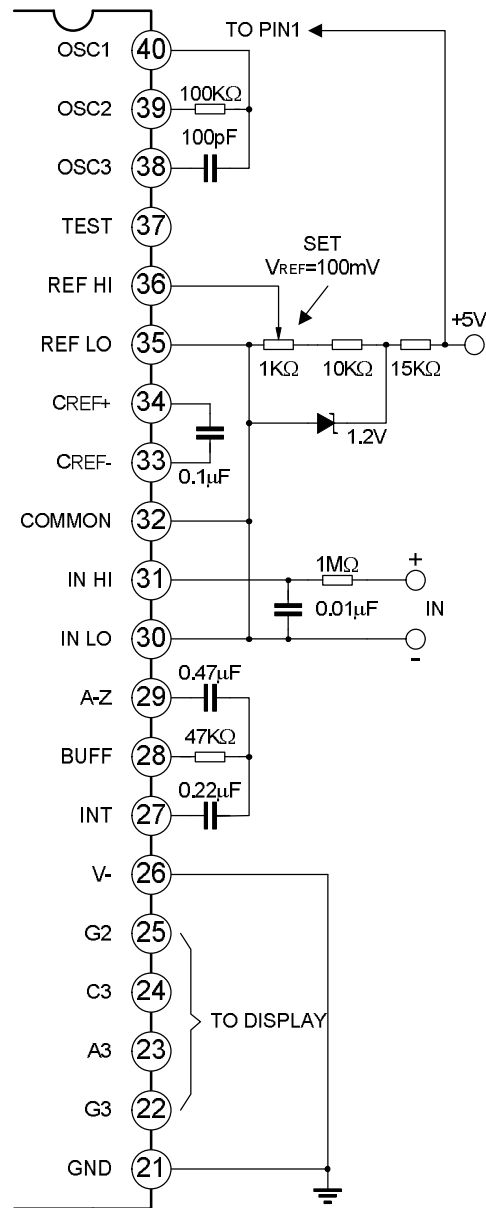 TO PIN1
OSC1 40
OSC2 39 100KΩ
100pF
OSC3 38
TEST 37
SET
VREF=100mV
REF HI 36
+5V
REF LO 35
1KΩ 10KΩ 15KΩ
CREF+ 34
1.2V
CREF- 33
0.1µF
COMMON 32
1MΩ +
IN HI 31
0.01µF IN
IN LO 30
-
0.47µF
A-Z 29
47KΩ
BUFF 28
0.22µF
INT 27
V- 26
G2 25
C3 24
TO DISPLAY
A3 23
G3 22
GND 21